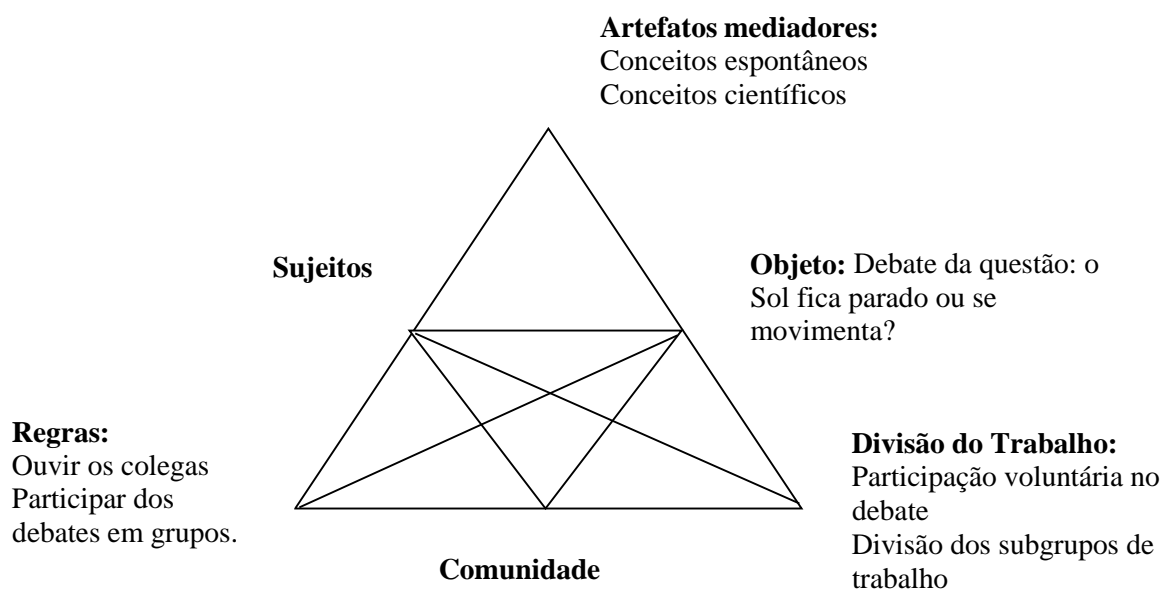 Artefatos mediadores:
Conceitos espontâneos
Conceitos científicos
Sujeitos
Objeto: Debate da questão: o
Sol fica parado ou se
movimenta?
Regras:
Ouvir os colegas
Participar dos
debates em grupos.
Divisão do Trabalho:
Participação voluntária no
debate
Divisão dos subgrupos de
trabalho
Comunidade